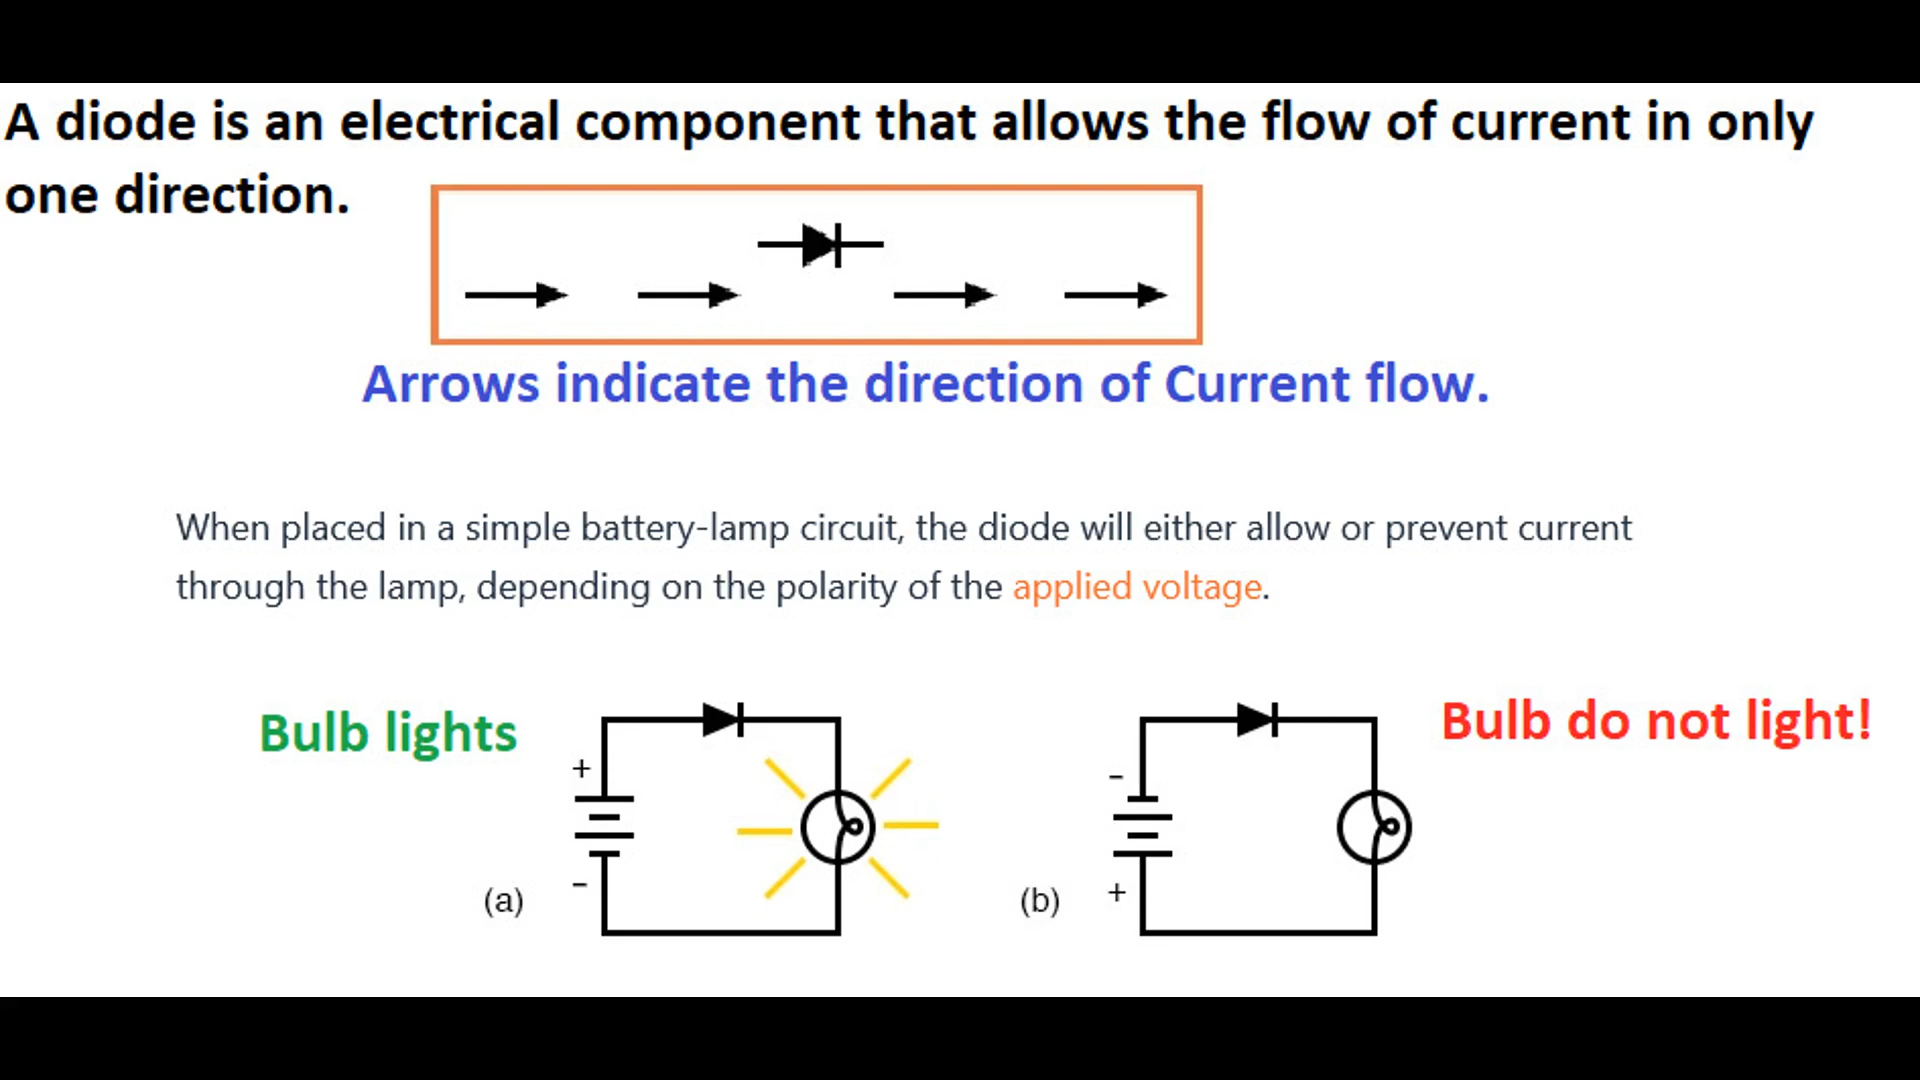 A diode is an electrical component that allows the flow of current in only
one direction.
Arrows indicate the direction of Current flow.
When placed in a simple battery-lamp circuit, the diode will either allow or prevent current
through the lamp, depending on the polarity of the applied voltage.
Bulb lights
+
-
(a)
-
+
(b)
Bulb do not light!